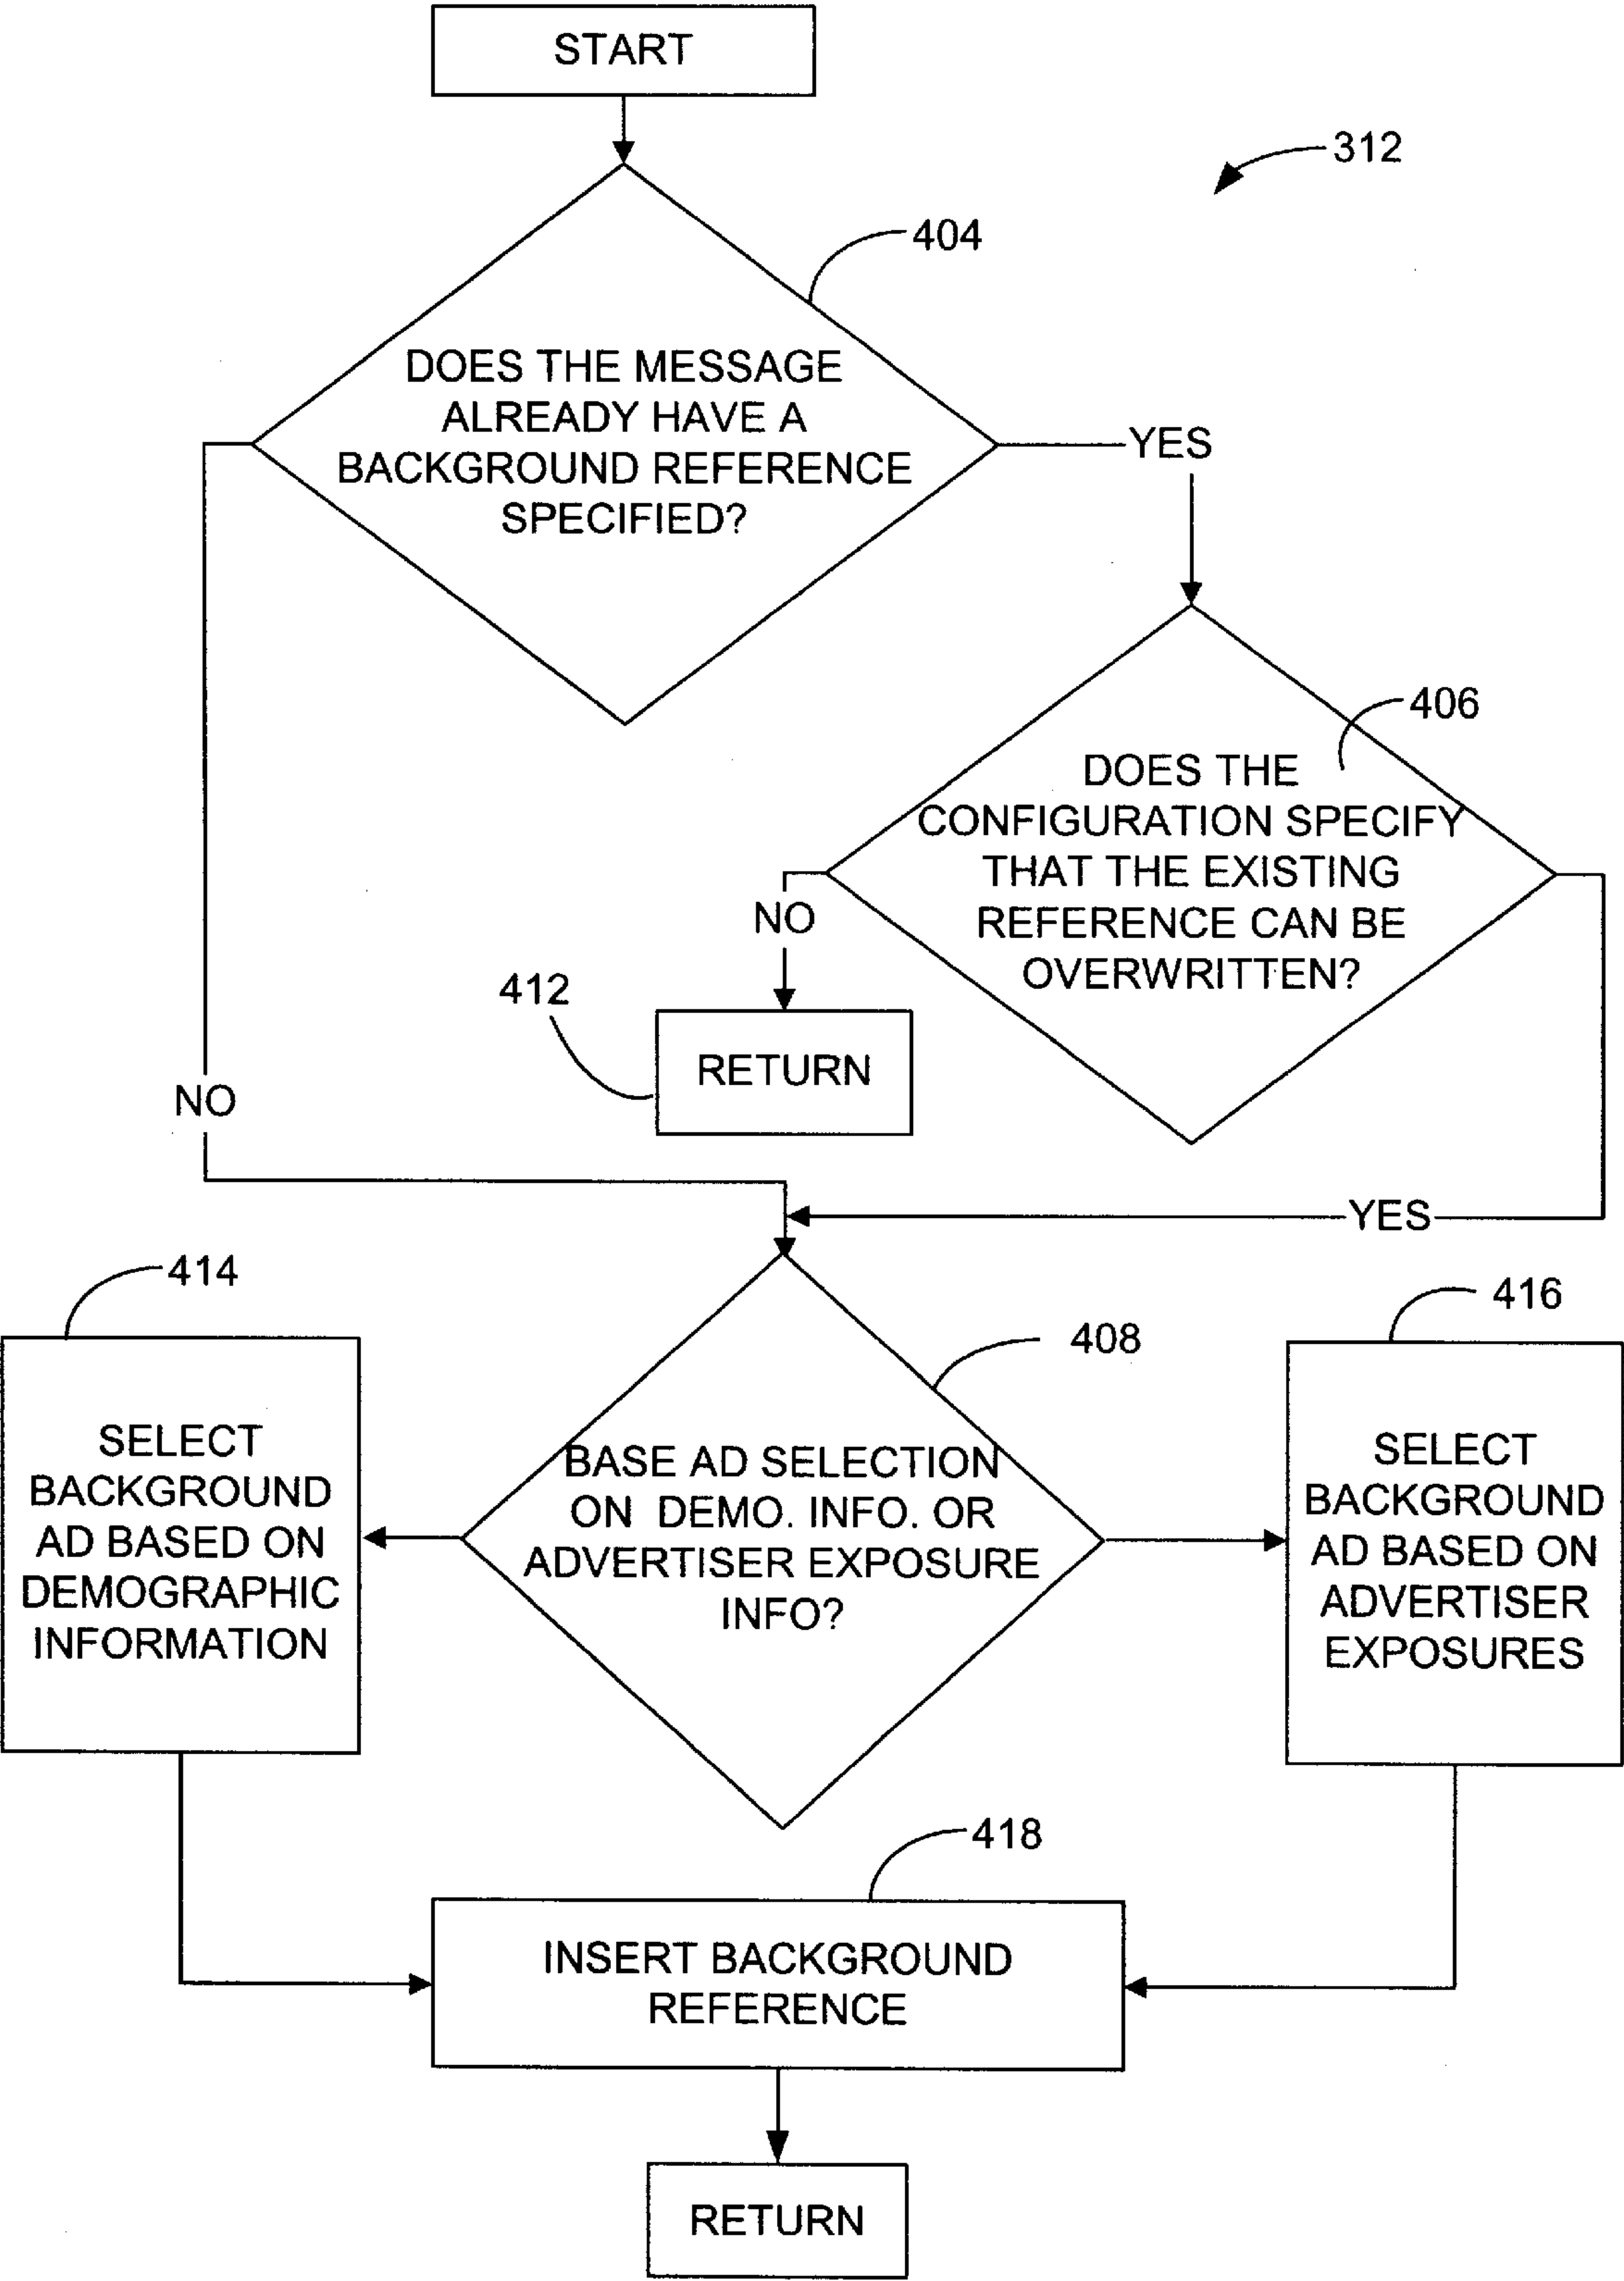 START
312
404
DOES THE MESSAGE
ALREADY HAVE A
BACKGROUND REFERENCE
SPECIFIED?
YES
406
DOES THE
CONFIGURATION SPECIFY
THAT THE EXISTING
REFERENCE CAN BE
OVERWRITTEN?
NO
412
RETURN
NO
YES
414
SELECT
BACKGROUND
AD BASED ON
DEMOGRAPHIC
INFORMATION
408
BASE AD SELECTION
ON DEMO. INFO. OR
ADVERTISER EXPOSURE
INFO?
416
SELECT
BACKGROUND
AD BASED ON
ADVERTISER
EXPOSURES
418
INSERT BACKGROUND
REFERENCE
RETURN